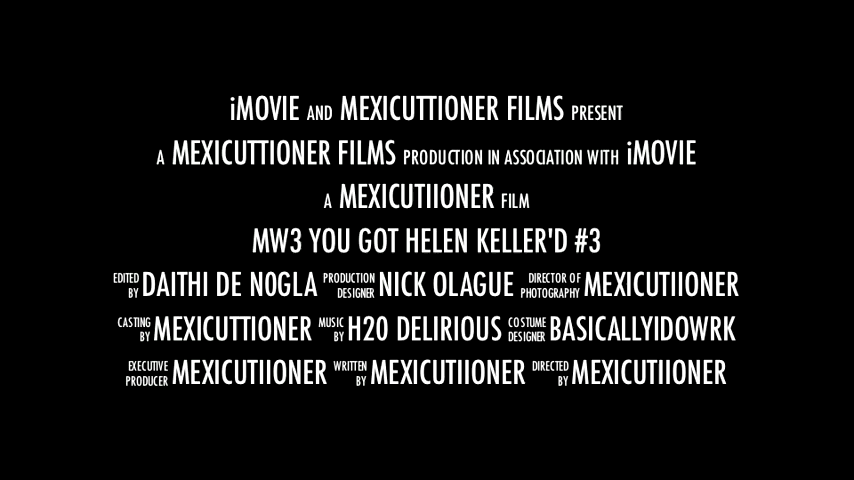 iMOVIE AND MEXICUTTIONER FILMS PRESENT
A MEXICUTTIONER FILMS PRODUCTION IN ASSOCIATION WITH iMOVIE
A MEXICUTIIONER FILM
MW3 YOU GOT HELEN KELLER'D #3
EDITED BY DAITHI DE NOGLA PRODUCTION DESIGNER NICK OLAGUE DIRECTOR OF PHOTOGRAPHY MEXICUTIIONER
CASTING BY MEXICUTTIONER MUSIC BY H20 DELIRIOUS COSTUME DESIGNER BASICALLYIDOWRK
EXECUTIVE PRODUCER MEXICUTIIONER WRITTEN BY MEXICUTIIONER DIRECTED BY MEXICUTIIONER